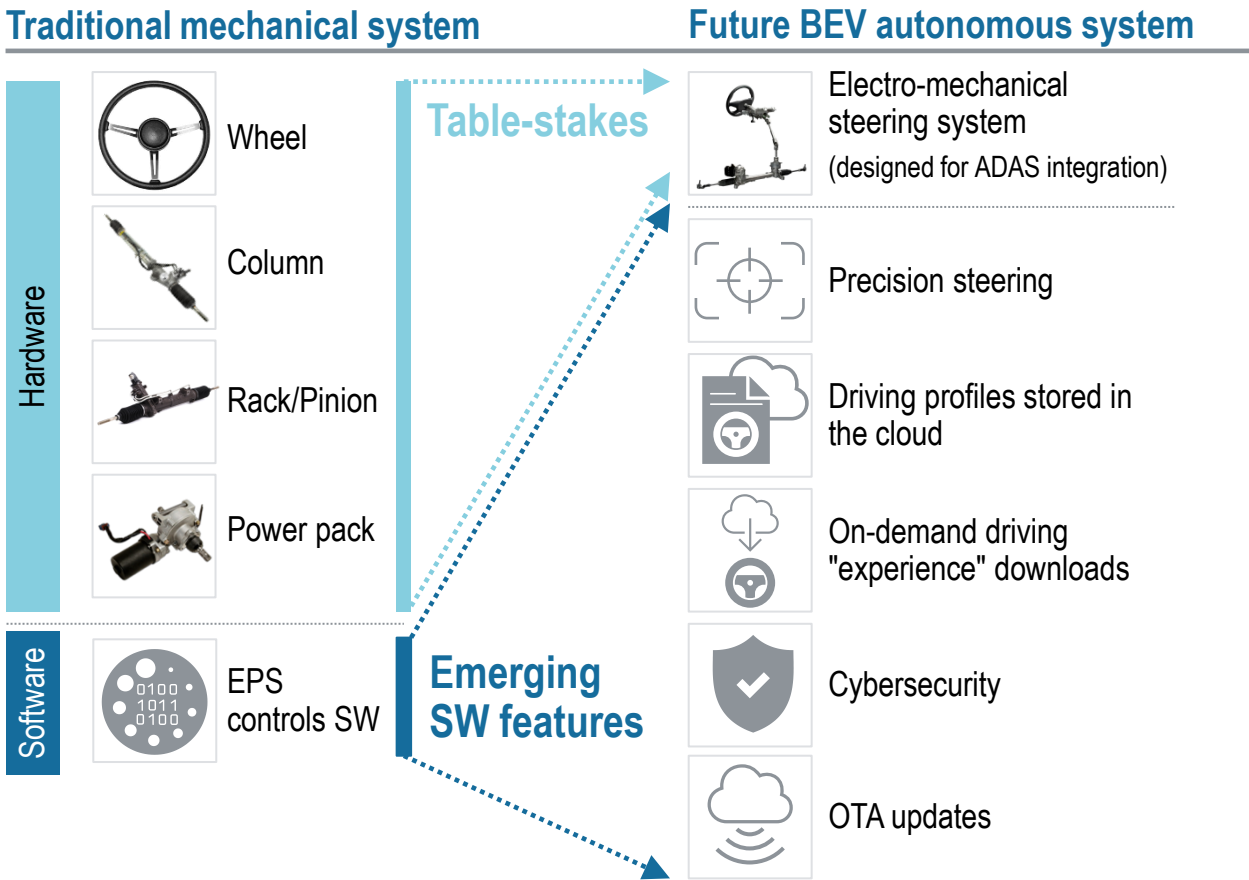 Traditional mechanical system
Future BEV autonomous system
Hardware
Wheel
Column
Rack/Pinion
Power pack
Software
0100
1011
0100
EPS
controls SW
Table-stakes
Emerging
SW features
Electro-mechanical
steering system
(designed for ADAS integration)
Precision steering
Driving profiles stored in
the cloud
On-demand driving
"experience" downloads
Cybersecurity
OTA updates